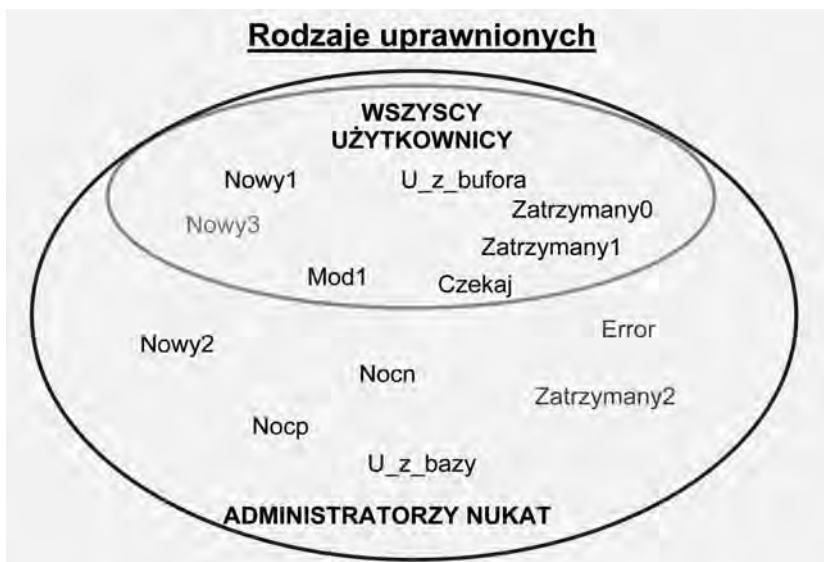 Rodzaje uprawnionych
WSZYSCY
UŻYTKOWNICY
Nowy1
U_z_bufora
Zatrzymany0
Nowy3
Zatrzymany1
Mod1
Czekaj
Error
Nowy2
Nocn
Zatrzymany2
Nocp
U_z_bazy
ADMINISTRATORZY NUKAT